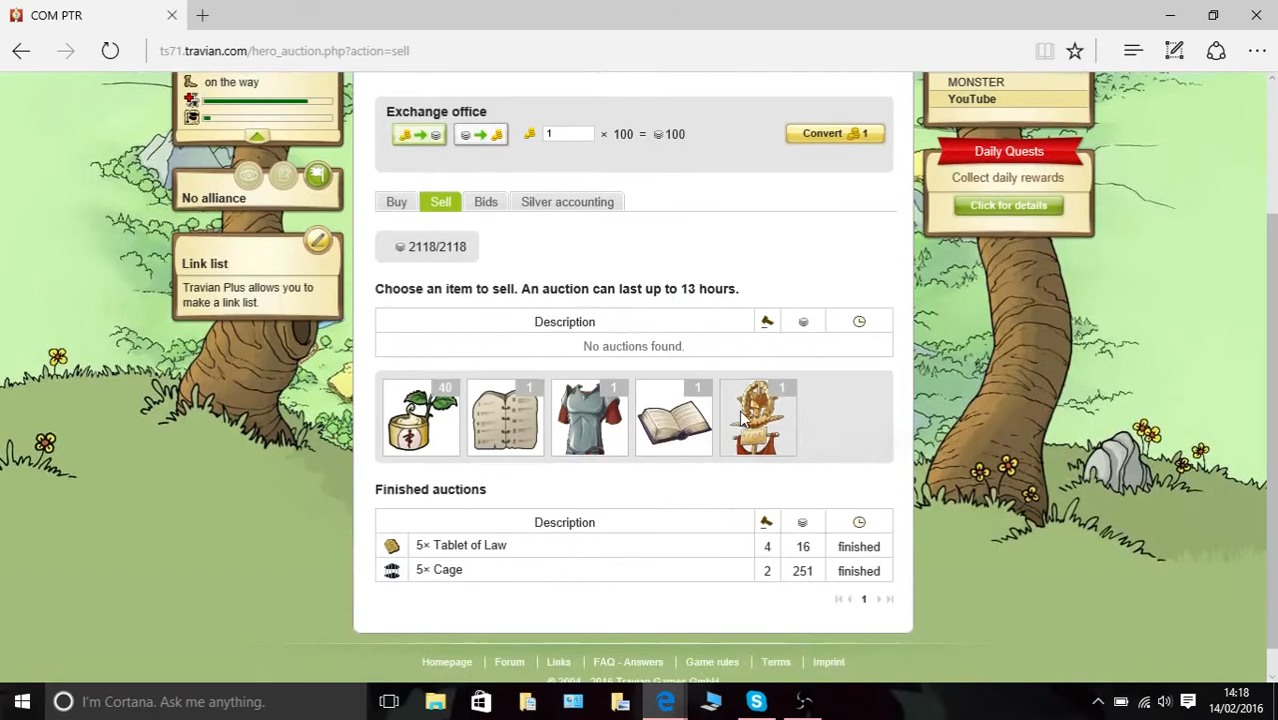 COM PTR
ts71.travian.com/hero_auction.php?action=sell
on the way
No alliance
Link list
Travian Plus allows you to
make a link list.
Exchange office
1 × 100 = 100
Convert 1
Buy Sell Bids Silver accounting
2118/2118
Choose an item to sell. An auction can last up to 13 hours.
Description
No auctions found.
40 1 1 1 1
Finished auctions
Description
5× Tablet of Law 4 16 finished
5× Cage 2 251 finished
1
MONSTER
YouTube
Daily Quests
Collect daily rewards
Click for details
Homepage Forum Links FAQ - Answers Game rules Terms Imprint
© 2004 - 2016 Travian Games GmbH
I'm Cortana. Ask me anything.
14:18
14/02/2016